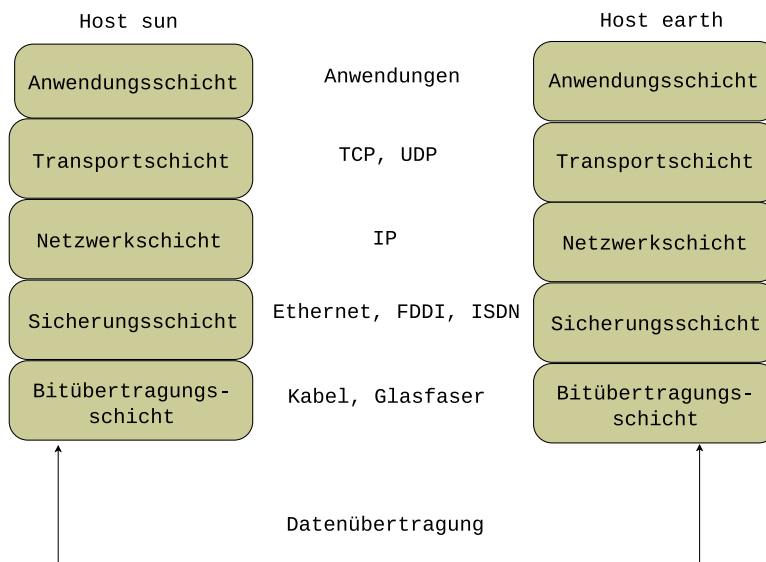 Host sun
Host earth
Anwendungsschicht
Anwendungen
Anwendungsschicht
Transportschicht
TCP, UDP
Transportschicht
Netzwerkschicht
IP
Netzwerkschicht
Sicherungsschicht
Ethernet, FDDI, ISDN
Sicherungsschicht
Bitübertragungs-
schicht
Kabel, Glasfaser
Bitübertragungs-
schicht
Datenübertragung